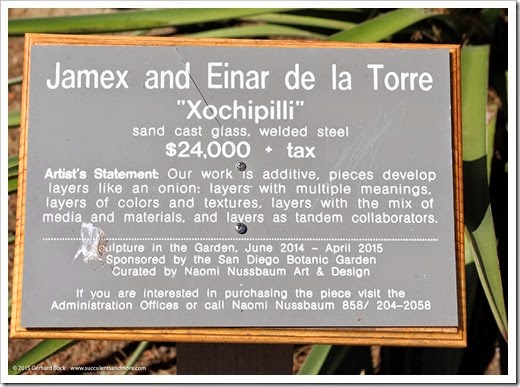 Jamex and Einar de la Torre
"Xochipilli"
sand cast glass, welded steel
$24,000 + tax
Artist's Statement: Our work is additive, pieces develop
layers like an onion: layers with multiple meanings,
layers of colors and textures, layers with the mix of
media and materials, and layers as tandem collaborators.
culpture in the Garden, June 2014 – April 2015
Sponsored by the San Diego Botanic Garden
Curated by Naomi Nussbaum Art & Design
If you are interested in purchasing the piece visit the
Administration Offices or call Naomi Nussbaum 858/ 204-2058
© 2015 Gerhard Bock www.succulentsandmore.com